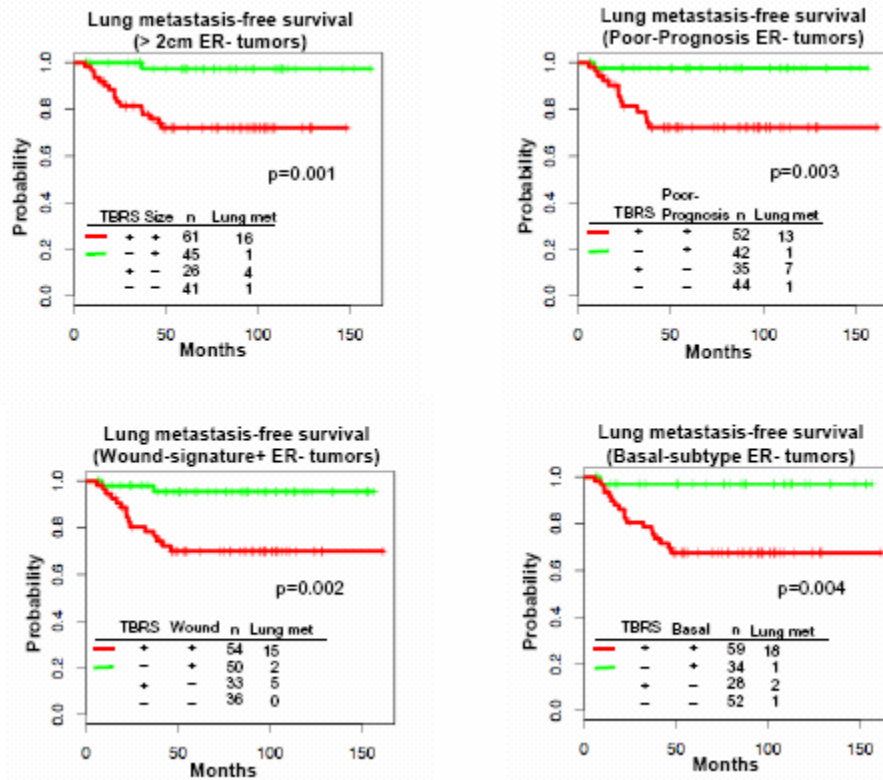 Lung metastasis-free survival
(> 2cm ER- tumors)
Probability
1.0
0.8
0.6
0.4
0.2
0.0
p=0.001
TBRS Size n Lung met
+ + 61 16
− + 45 1
+ − 26 4
− − 41 1
0 50 100 150
Months
Lung metastasis-free survival
(Poor-Prognosis ER- tumors)
Probability
1.0
0.8
0.6
0.4
0.2
0.0
p=0.003
Poor-
TBRS Prognosis n Lung met
+ + 52 13
− + 42 1
+ − 35 7
− − 44 1
0 50 100 150
Months
Lung metastasis-free survival
(Wound-signature+ ER- tumors)
Probability
1.0
0.8
0.6
0.4
0.2
0.0
p=0.002
TBRS Wound n Lung met
+ + 54 15
− + 50 2
+ − 33 5
− − 36 0
0 50 100 150
Months
Lung metastasis-free survival
(Basal-subtype ER- tumors)
Probability
1.0
0.8
0.6
0.4
0.2
0.0
p=0.004
TBRS Basal n Lung met
+ + 59 18
− + 34 1
+ − 28 2
− − 52 1
0 50 100 150
Months